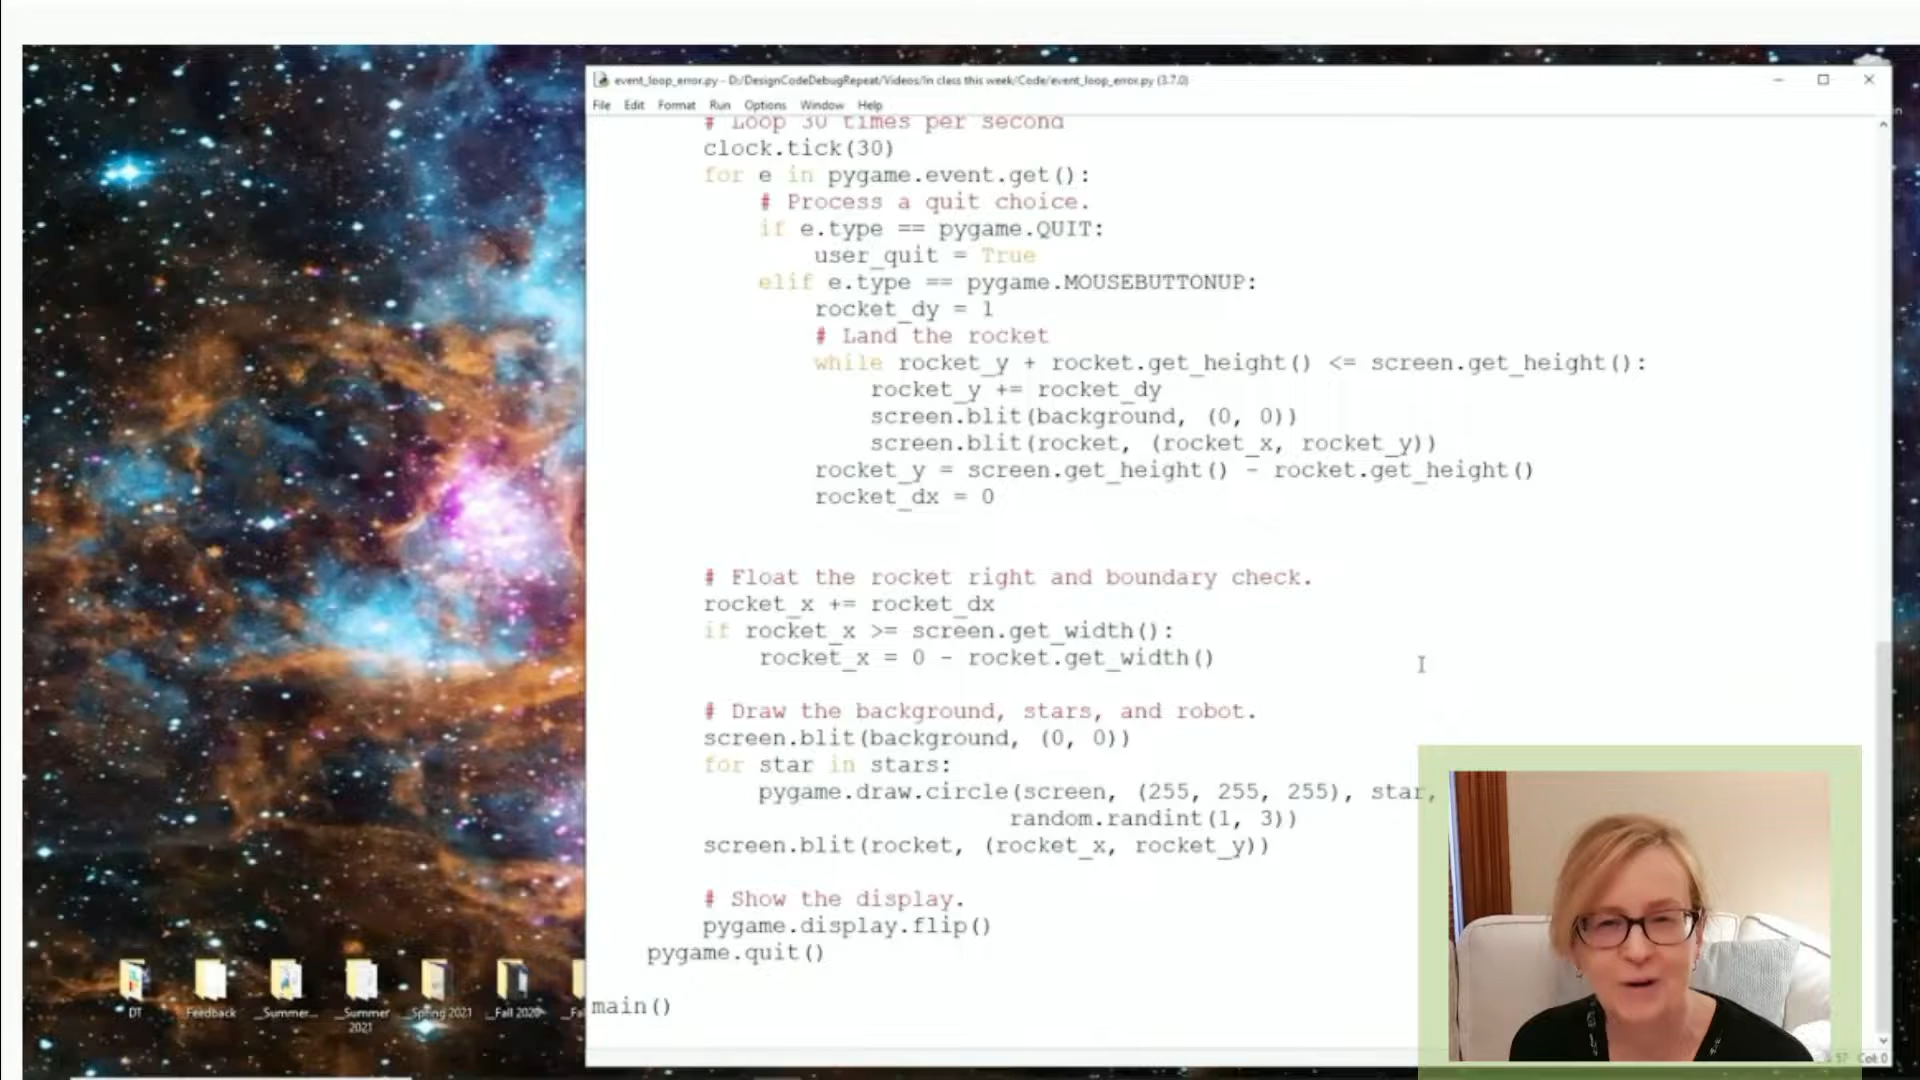 event_loop_error.py - D:/DesignCodeDebugRepeat/Videos/In class this week/Code/event_loop_error.py (3.7.0)
File Edit Format Run Options Window Help
# Loop 30 times per second
clock.tick(30)
for e in pygame.event.get():
# Process a quit choice.
if e.type == pygame.QUIT:
user_quit = True
elif e.type == pygame.MOUSEBUTTONUP:
rocket_dy = 1
# Land the rocket
while rocket_y + rocket.get_height() <= screen.get_height():
rocket_y += rocket_dy
screen.blit(background, (0, 0))
screen.blit(rocket, (rocket_x, rocket_y))
rocket_y = screen.get_height() - rocket.get_height()
rocket_dx = 0
# Float the rocket right and boundary check.
rocket_x += rocket_dx
if rocket_x >= screen.get_width():
rocket_x = 0 - rocket.get_width()
# Draw the background, stars, and robot.
screen.blit(background, (0, 0))
for star in stars:
pygame.draw.circle(screen, (255, 255, 255), star,
random.randint(1, 3))
screen.blit(rocket, (rocket_x, rocket_y))
# Show the display.
pygame.display.flip()
pygame.quit()
main()
DT Feedback _Summer... _Summer 2021 _Spring 2021 _Fall 2020
57 Col: 0